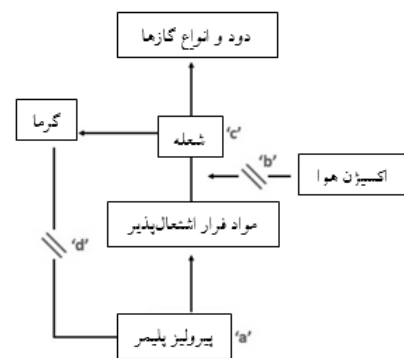 دود و انواع گازها
گرما
شعله
'c'
'b'
اکسیژن هوا
مواد فرار اشتعال‌پذیر
'd'
پیرولیز پلیمر
'a'